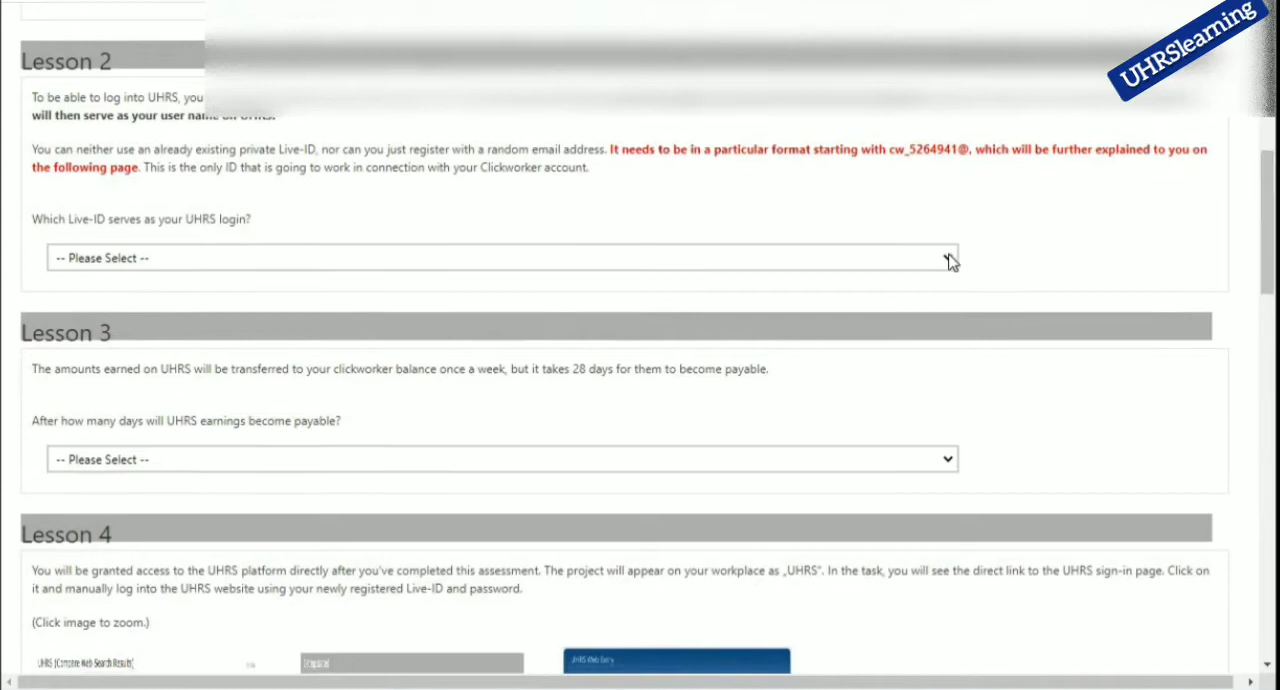 UHRSlearning
Lesson 2
To be able to log into UHRS, you
will then serve as your user name on UHRS.
You can neither use an already existing private Live-ID, nor can you just register with a random email address. It needs to be in a particular format starting with cw_5264941@, which will be further explained to you on
the following page. This is the only ID that is going to work in connection with your Clickworker account.
Which Live-ID serves as your UHRS login?
-- Please Select --
Lesson 3
The amounts earned on UHRS will be transferred to your clickworker balance once a week, but it takes 28 days for them to become payable.
After how many days will UHRS earnings become payable?
-- Please Select --
Lesson 4
You will be granted access to the UHRS platform directly after you've completed this assessment. The project will appear on your workplace as „UHRS". In the task, you will see the direct link to the UHRS sign-in page. Click on
it and manually log into the UHRS website using your newly registered Live-ID and password.
(Click image to zoom.)
UHRS (Compare Web Search Results)